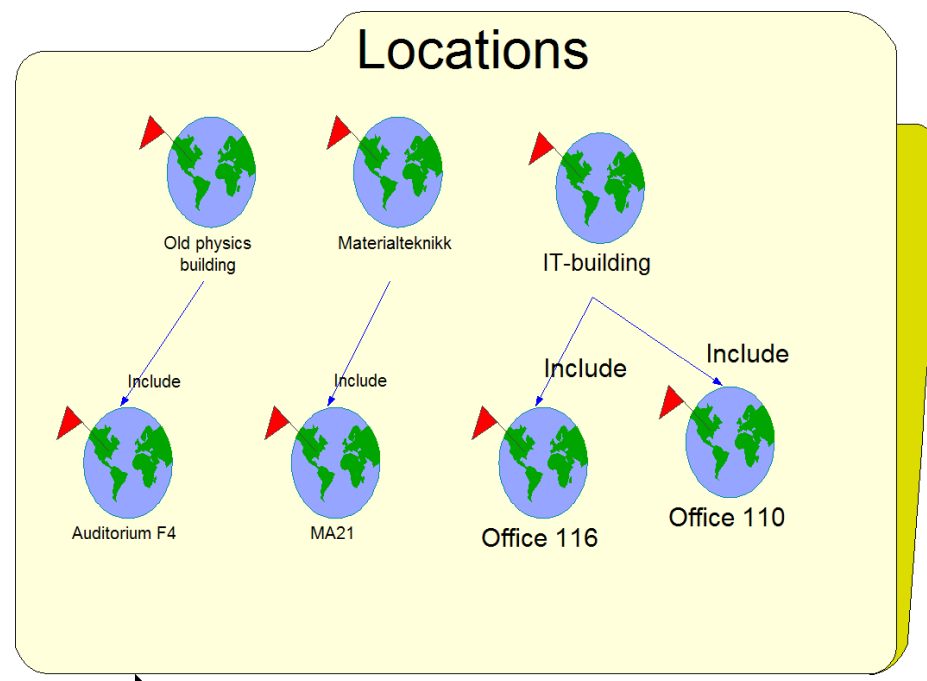 Locations
Old physics
building
Materialteknikk
IT-building
Include
Include
Include
Include
Auditorium F4
MA21
Office 116
Office 110